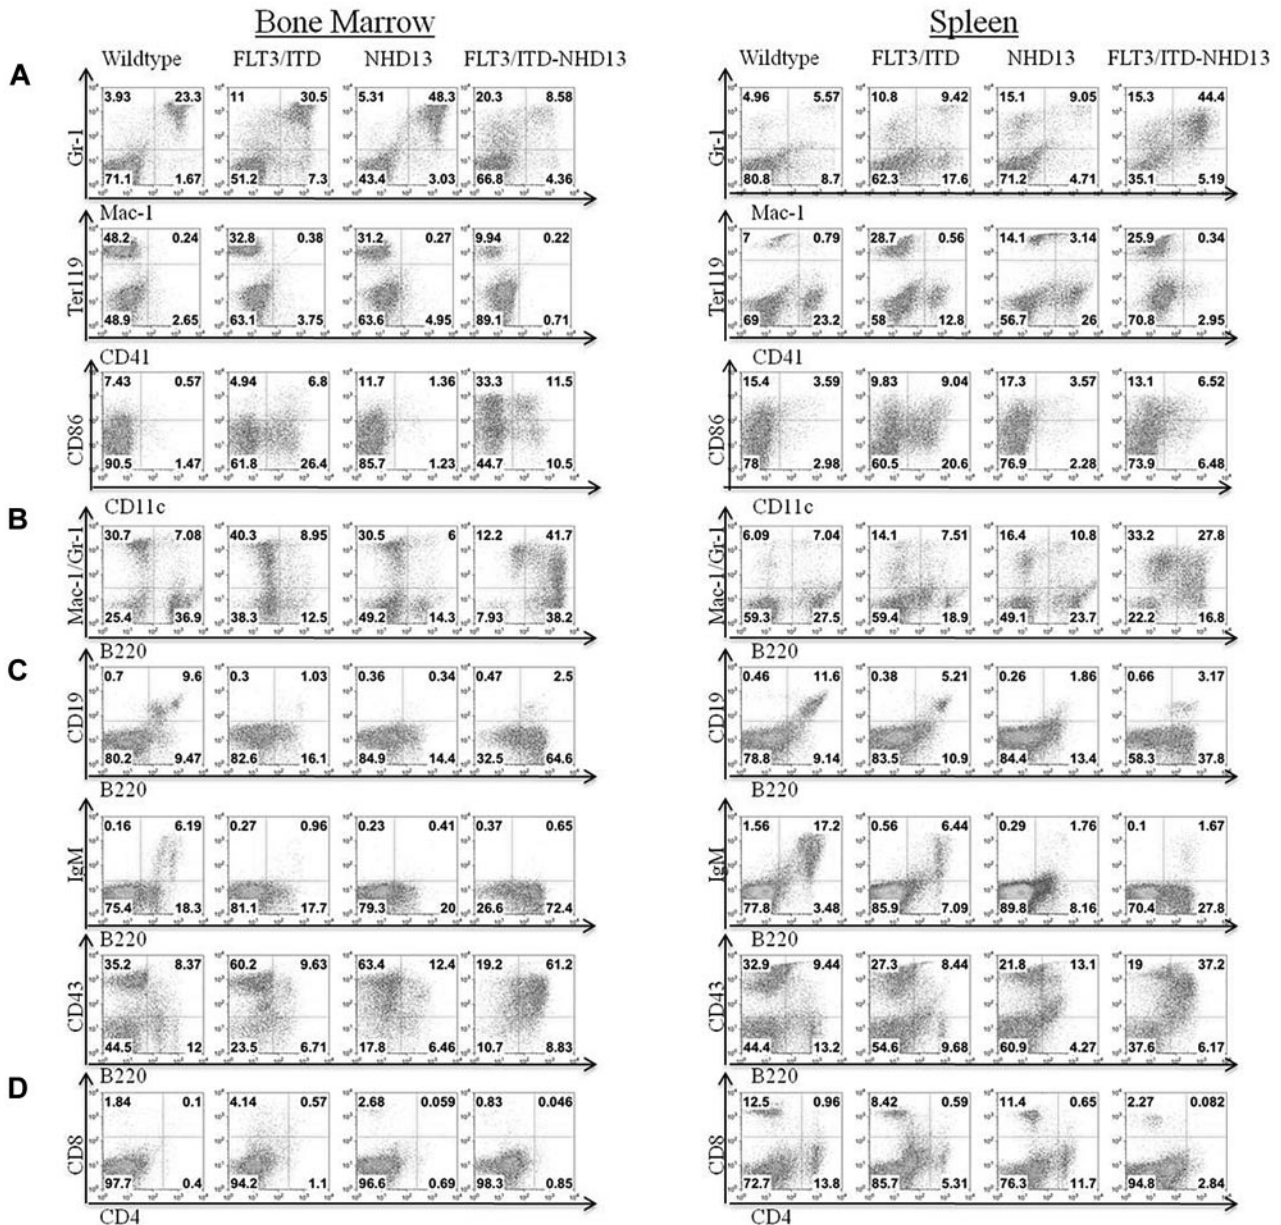 Bone Marrow Spleen
Wildtype FLT3/ITD NHD13 FLT3/ITD-NHD13 Wildtype FLT3/ITD NHD13 FLT3/ITD-NHD13
A
3.93 23.3 11 30.5 5.31 48.3 20.3 8.58 4.96 5.57 10.8 9.42 15.1 9.05 15.3 44.4
Gr-1 Gr-1
71.1 1.67 51.2 7.3 43.4 3.03 66.8 4.36 80.8 8.7 62.3 17.6 71.2 4.71 35.1 5.19
Mac-1 Mac-1
48.2 0.24 32.8 0.38 31.2 0.27 9.94 0.22 7 0.79 28.7 0.56 14.1 3.14 25.9 0.34
Ter119 Ter119
48.9 2.65 63.1 3.75 63.6 4.95 89.1 0.71 69 23.2 58 12.8 56.7 26 70.8 2.95
CD41 CD41
7.43 0.57 4.94 6.8 11.7 1.36 33.3 11.5 15.4 3.59 9.83 9.04 17.3 3.57 13.1 6.52
CD86 CD86
90.5 1.47 61.8 26.4 85.7 1.23 44.7 10.5 78 2.98 60.5 20.6 76.9 2.28 73.9 6.48
CD11c CD11c
B
30.7 7.08 40.3 8.95 30.5 6 12.2 41.7 6.09 7.04 14.1 7.51 16.4 10.8 33.2 27.8
Mac-1/Gr-1 Mac-1/Gr-1
25.4 36.9 38.3 12.5 49.2 14.3 7.93 38.2 59.3 27.5 59.4 18.9 49.1 23.7 22.2 16.8
B220 B220
C
0.7 9.6 0.3 1.03 0.36 0.34 0.47 2.5 0.46 11.6 0.38 5.21 0.26 1.86 0.66 3.17
CD19 CD19
80.2 9.47 82.6 16.1 84.9 14.4 32.5 64.6 78.8 9.14 83.5 10.9 84.4 13.4 58.3 37.8
B220 B220
0.16 6.19 0.27 0.96 0.23 0.41 0.37 0.65 1.56 17.2 0.56 6.44 0.29 1.76 0.1 1.67
IgM IgM
75.4 18.3 81.1 17.7 79.3 20 26.6 72.4 77.8 3.48 85.9 7.09 89.8 8.16 70.4 27.8
B220 B220
35.2 8.37 60.2 9.63 63.4 12.4 19.2 61.2 32.9 9.44 27.3 8.44 21.8 13.1 19 37.2
CD43 CD43
44.5 12 23.5 6.71 17.8 6.46 10.7 8.83 44.4 13.2 54.6 9.68 60.9 4.27 37.6 6.17
B220 B220
D
1.84 0.1 4.14 0.57 2.68 0.059 0.83 0.046 12.5 0.96 8.42 0.59 11.4 0.65 2.27 0.082
CD8 CD8
97.7 0.4 94.2 1.1 96.6 0.69 98.3 0.85 72.7 13.8 85.7 5.31 76.3 11.7 94.8 2.84
CD4 CD4